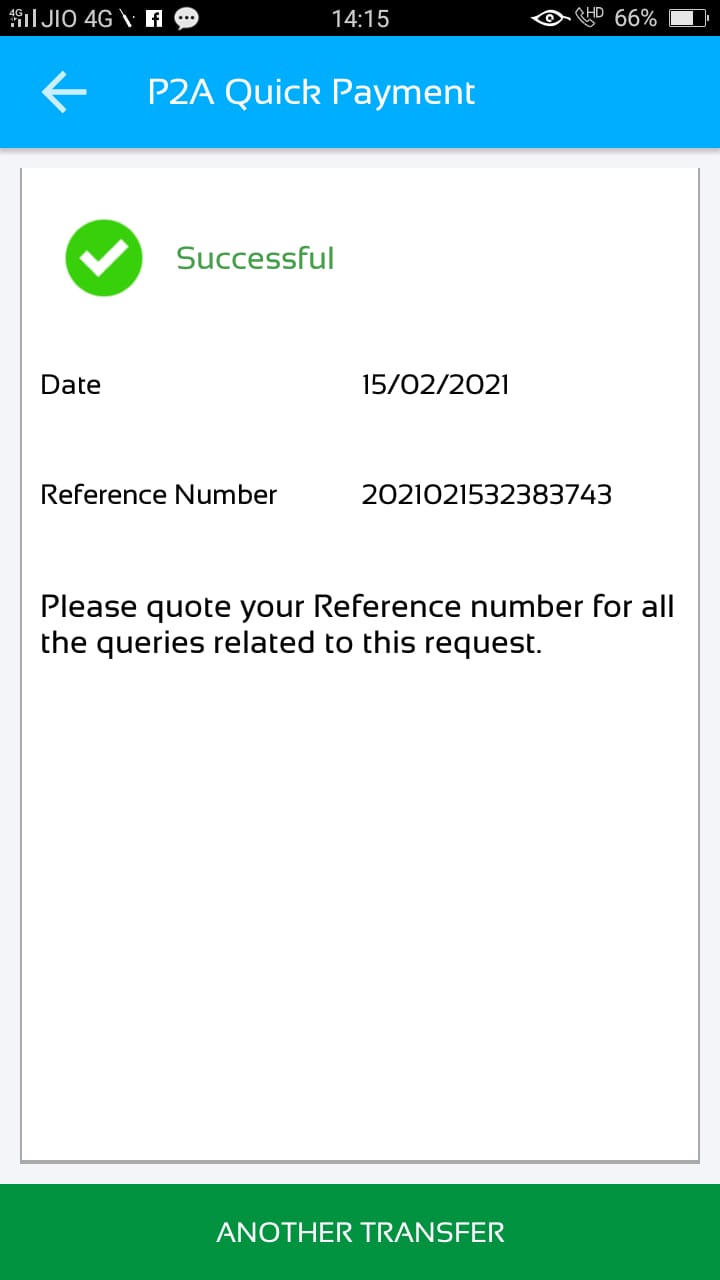 4G JIO 4G 14:15 HD 66%
P2A Quick Payment
Successful
Date 15/02/2021
Reference Number 2021021532383743
Please quote your Reference number for all
the queries related to this request.
ANOTHER TRANSFER